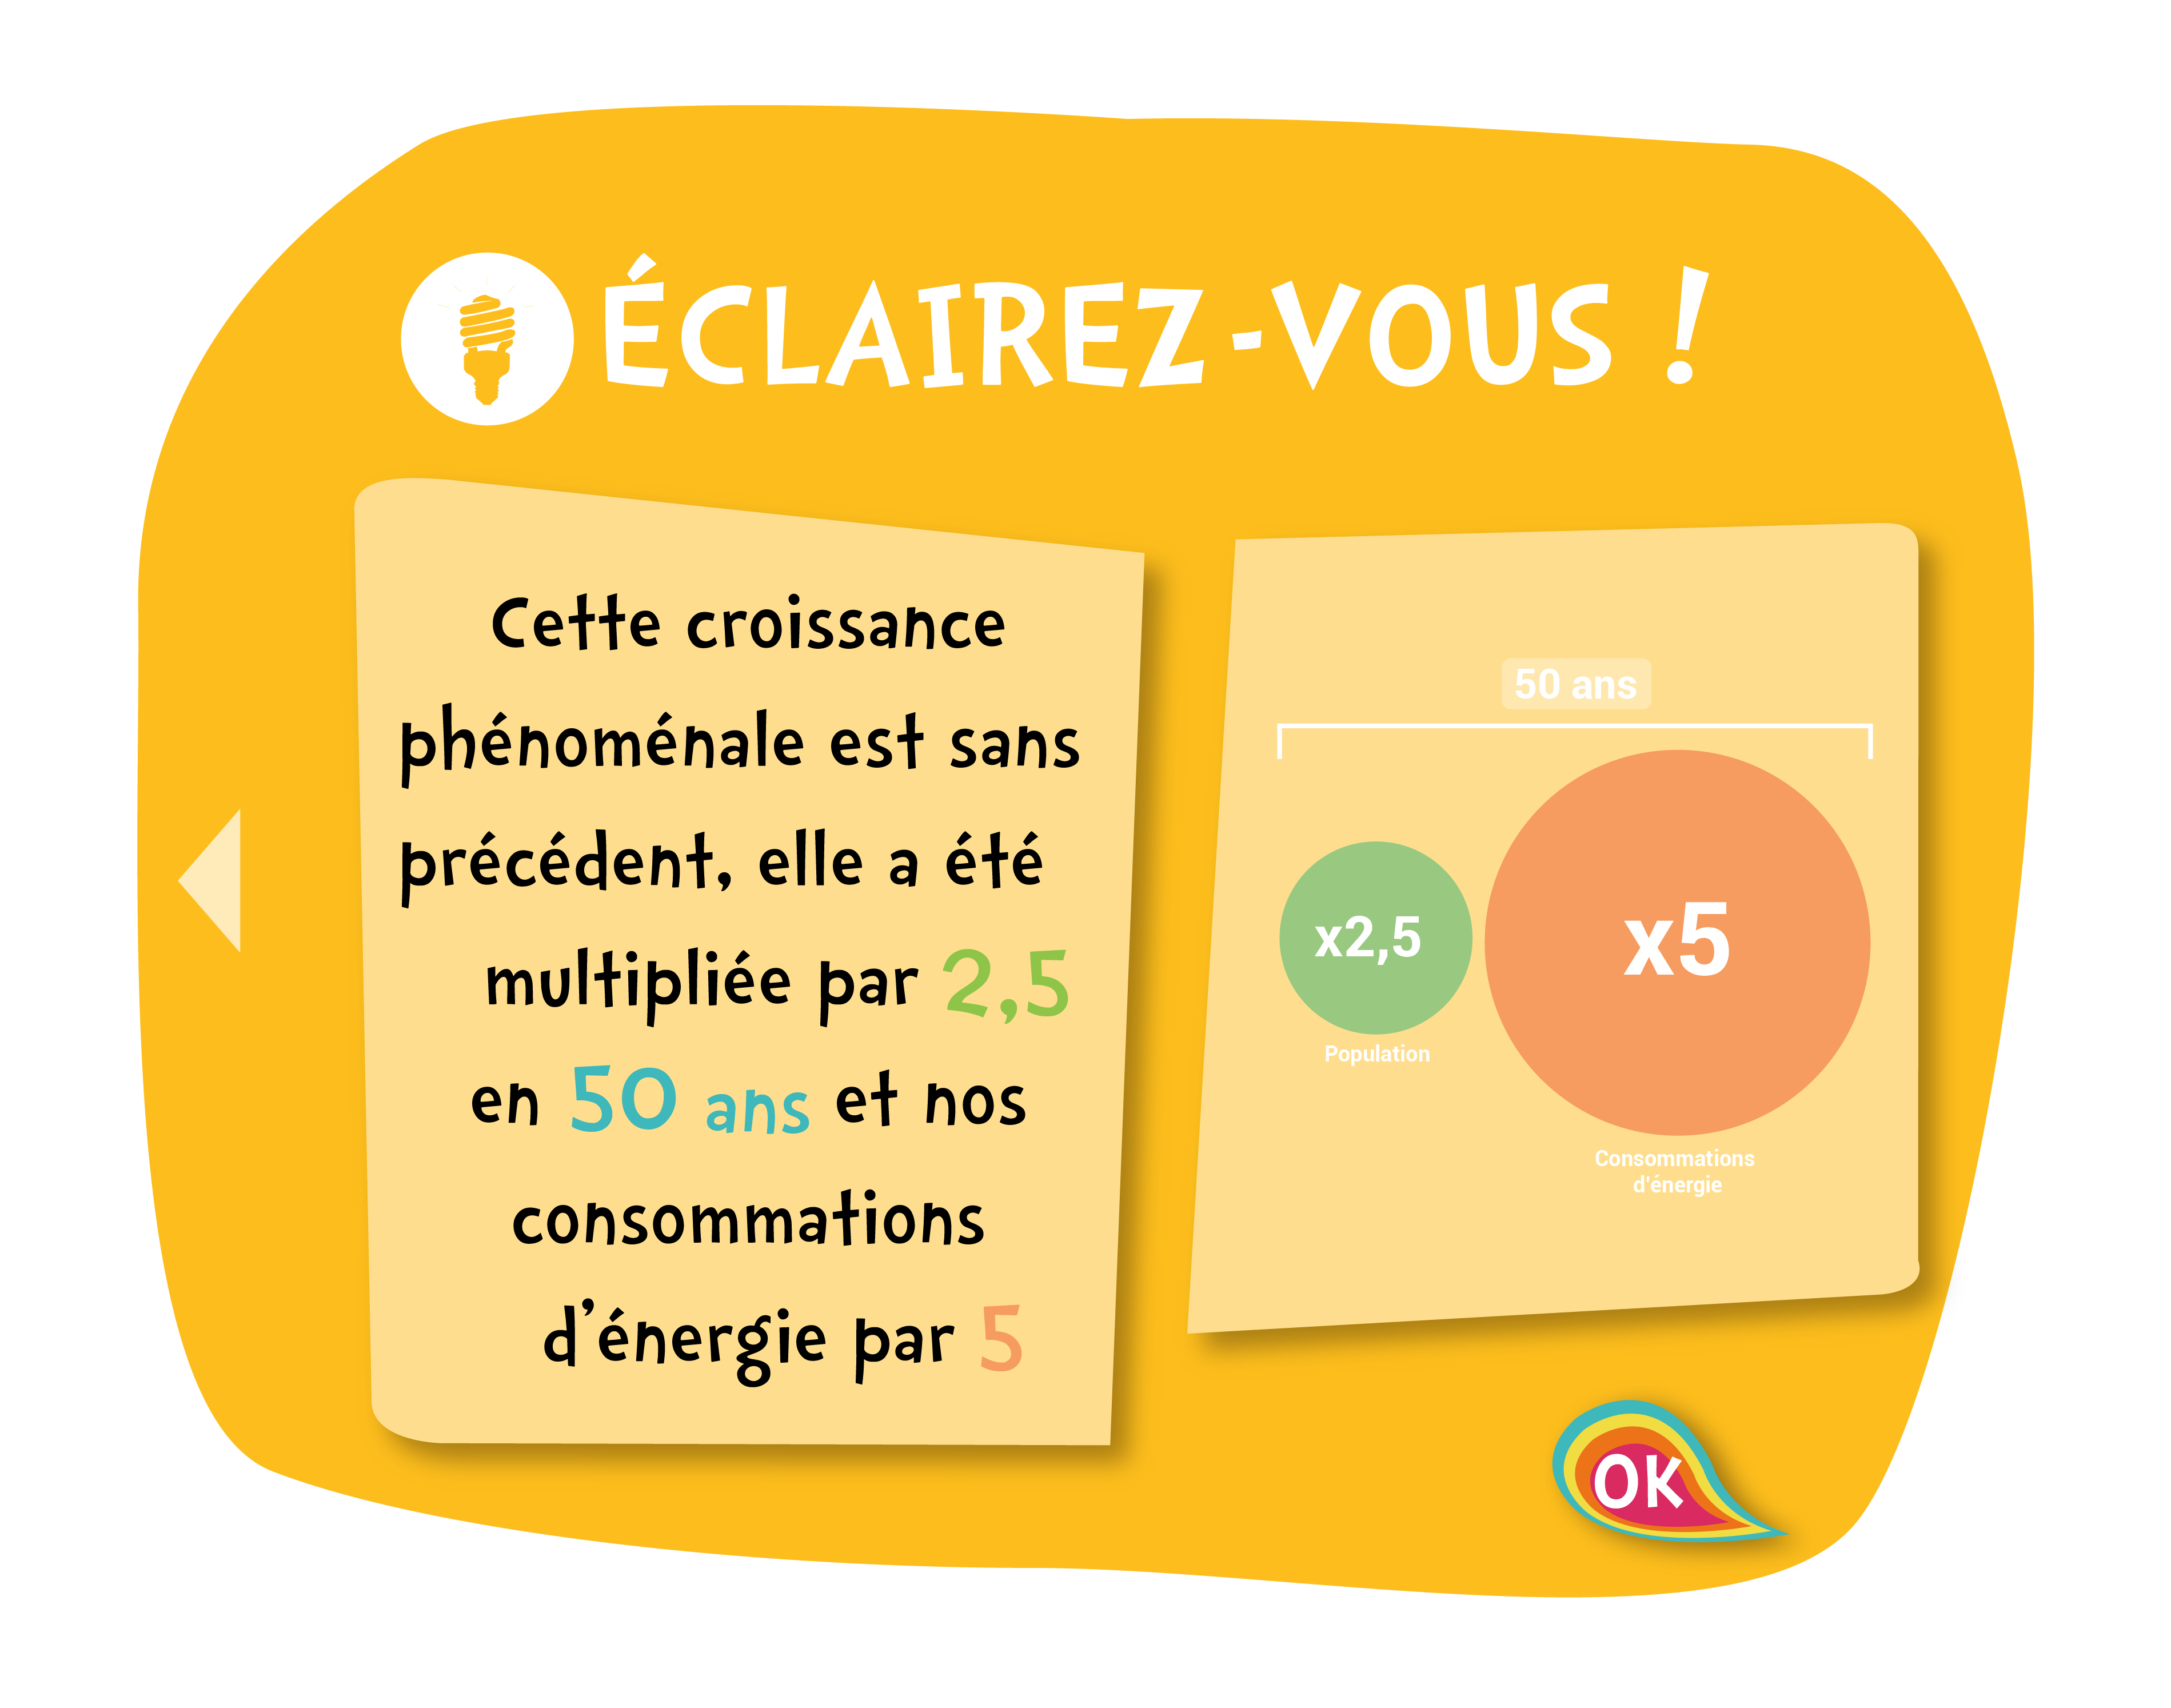 ÉCLAIREZ-VOUS !
Cette croissance
phénoménale est sans
précédent, elle a été
multipliée par 2,5
en 50 ans et nos
consommations
d'énergie par 5
50 ans
x2,5
x5
Population
Consommations
d'énergie
OK